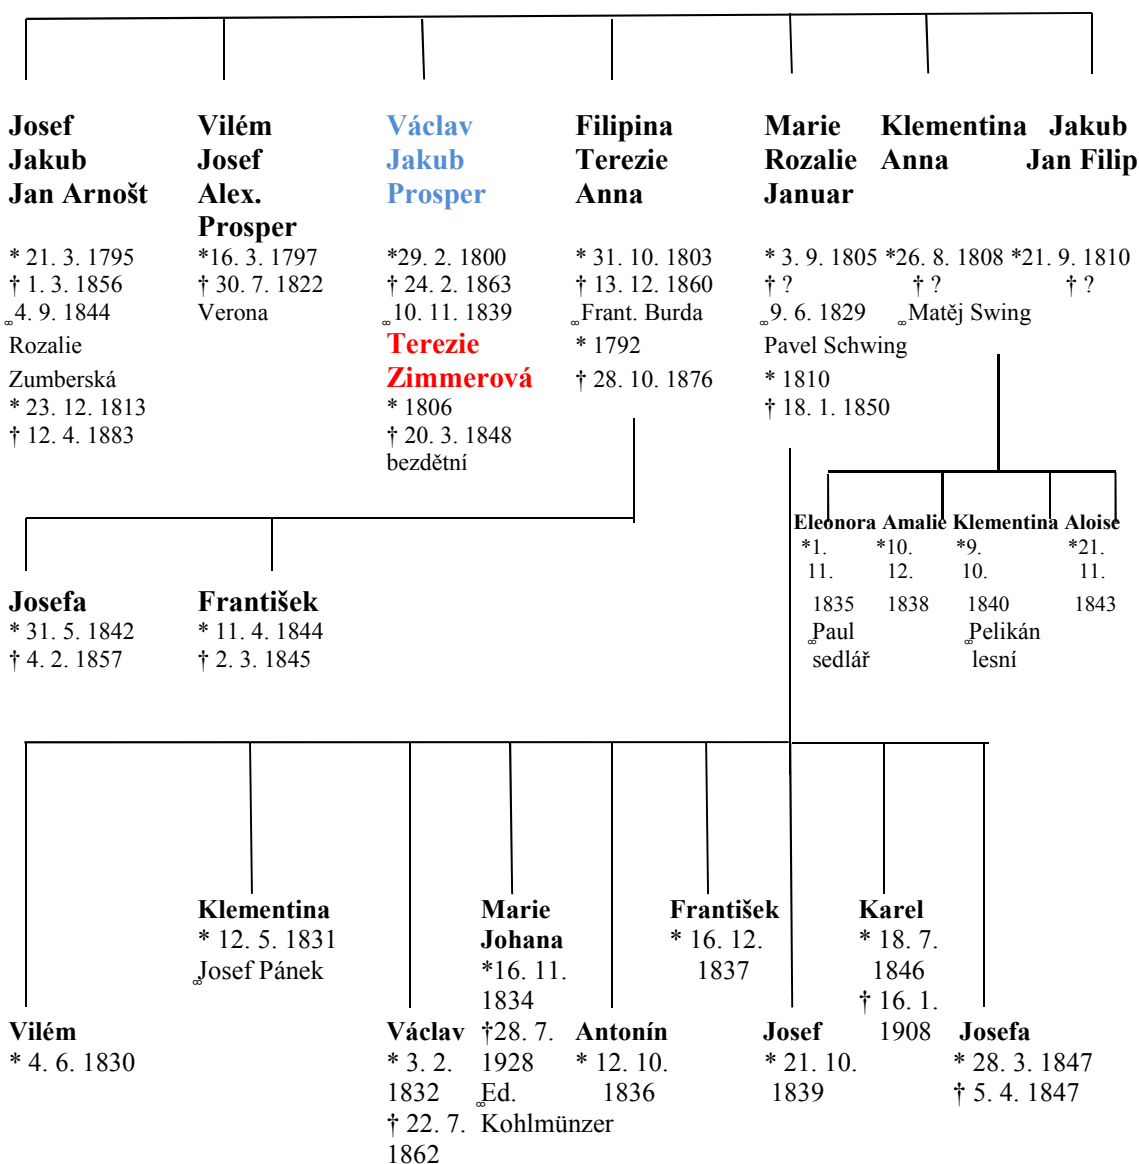 Josef
Jakub
Jan Arnošt
* 21. 3. 1795
† 1. 3. 1856
⚭4. 9. 1844
Rozalie
Zumberská
* 23. 12. 1813
† 12. 4. 1883
Vilém
Josef
Alex.
Prosper
*16. 3. 1797
† 30. 7. 1822
Verona
Václav
Jakub
Prosper
*29. 2. 1800
† 24. 2. 1863
⚭10. 11. 1839
Terezie
Zimmerová
* 1806
† 20. 3. 1848
bezdětní
Filipina
Terezie
Anna
* 31. 10. 1803
† 13. 12. 1860
⚭Frant. Burda
* 1792
† 28. 10. 1876
Marie
Rozalie
Januar
* 3. 9. 1805
† ?
⚭9. 6. 1829
Pavel Schwing
* 1810
† 18. 1. 1850
Klementina
Anna
*26. 8. 1808
† ?
⚭Matěj Swing
Jakub
Jan Filip
*21. 9. 1810
† ?
Eleonora
*1.
11.
1835
⚭Paul
sedlář
Amalie
*10.
12.
1838
Klementina
*9.
10.
1840
⚭Pelikán
lesní
Aloise
*21.
11.
1843
Josefa
* 31. 5. 1842
† 4. 2. 1857
František
* 11. 4. 1844
† 2. 3. 1845
Vilém
* 4. 6. 1830
Klementina
* 12. 5. 1831
⚭Josef Pánek
Václav
* 3. 2.
1832
† 22. 7.
1862
Marie
Johana
*16. 11.
1834
†28. 7.
1928
⚭Ed.
Kohlmünzer
Antonín
* 12. 10.
1836
František
* 16. 12.
1837
Josef
* 21. 10.
1839
Karel
* 18. 7.
1846
† 16. 1.
1908
Josefa
* 28. 3. 1847
† 5. 4. 1847